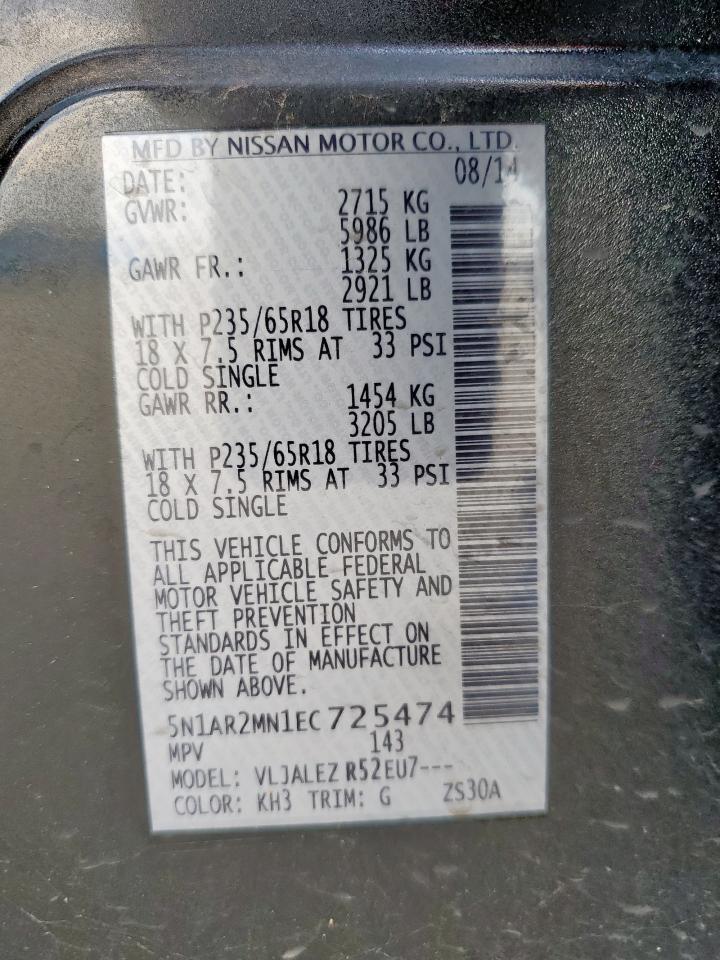 MFD BY NISSAN MOTOR CO., LTD.
DATE: 08/14
GVWR: 2715 KG
5986 LB
GAWR FR.: 1325 KG
2921 LB
WITH P235/65R18 TIRES
18 X 7.5 RIMS AT 33 PSI
COLD SINGLE
GAWR RR.: 1454 KG
3205 LB
WITH P235/65R18 TIRES
18 X 7.5 RIMS AT 33 PSI
COLD SINGLE
THIS VEHICLE CONFORMS TO
ALL APPLICABLE FEDERAL
MOTOR VEHICLE SAFETY AND
THEFT PREVENTION
STANDARDS IN EFFECT ON
THE DATE OF MANUFACTURE
SHOWN ABOVE.
5N1AR2MN1EC725474
MPV 143
MODEL: VLJALEZ R52EU7---
COLOR: KH3 TRIM: G ZS30A